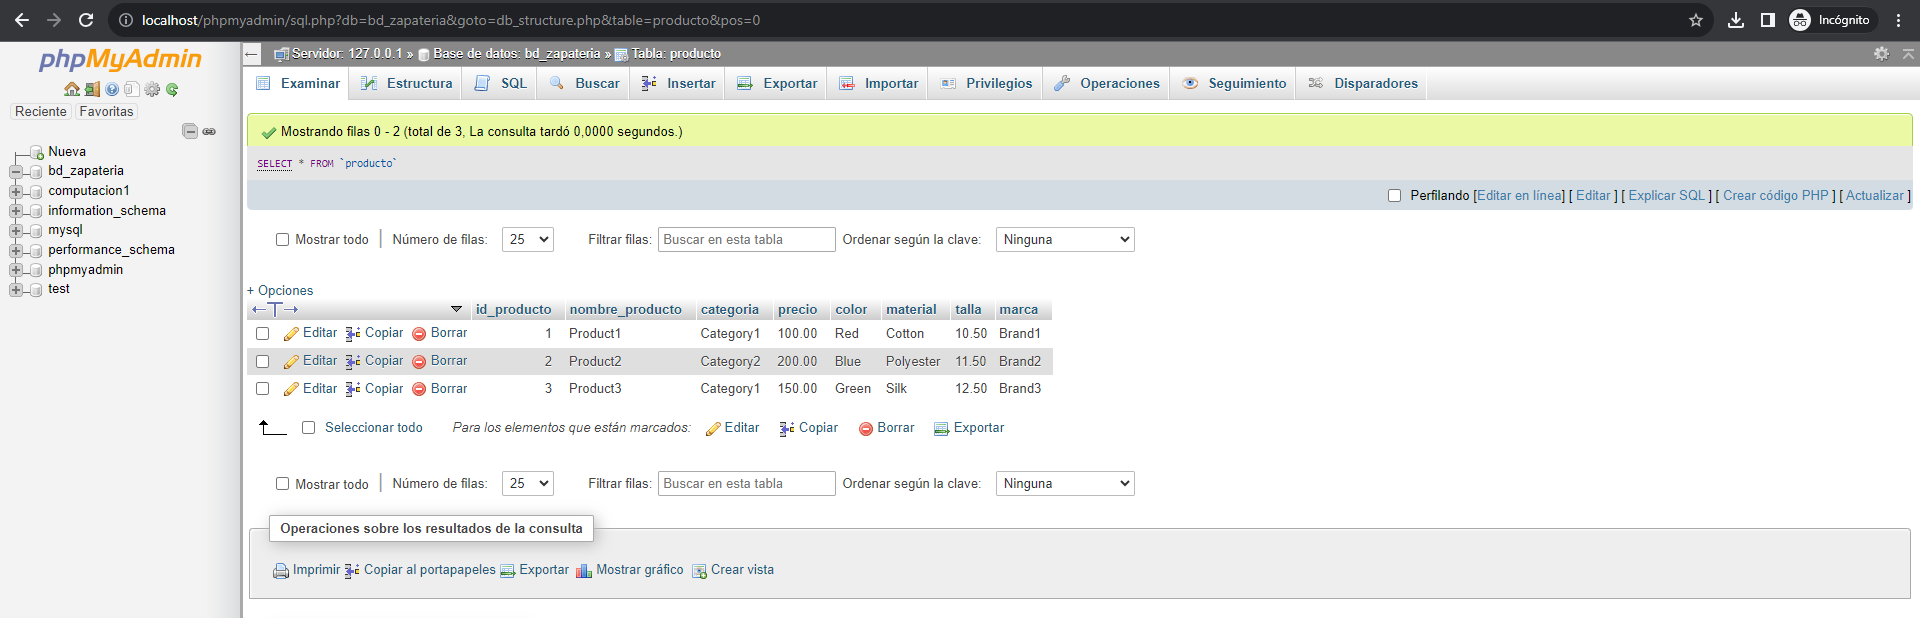 localhost/phpmyadmin/sql.php?db=bd_zapateria&goto=db_structure.php&table=producto&pos=0
Incógnito
phpMyAdmin
Reciente Favoritas
Nueva
bd_zapateria
computacion1
information_schema
mysql
performance_schema
phpmyadmin
test
Servidor: 127.0.0.1 » Base de datos: bd_zapateria » Tabla: producto
Examinar Estructura SQL Buscar Insertar Exportar Importar Privilegios Operaciones Seguimiento Disparadores
Mostrando filas 0 - 2 (total de 3, La consulta tardó 0,0000 segundos.)
SELECT * FROM `producto`
Perfilando [Editar en línea] [ Editar ] [ Explicar SQL ] [ Crear código PHP ] [ Actualizar ]
Mostrar todo | Número de filas: 25 Filtrar filas: Buscar en esta tabla Ordenar según la clave: Ninguna
+ Opciones
←T→ id_producto nombre_producto categoria precio color material talla marca
Editar Copiar Borrar 1 Product1 Category1 100.00 Red Cotton 10.50 Brand1
Editar Copiar Borrar 2 Product2 Category2 200.00 Blue Polyester 11.50 Brand2
Editar Copiar Borrar 3 Product3 Category1 150.00 Green Silk 12.50 Brand3
Seleccionar todo Para los elementos que están marcados: Editar Copiar Borrar Exportar
Mostrar todo | Número de filas: 25 Filtrar filas: Buscar en esta tabla Ordenar según la clave: Ninguna
Operaciones sobre los resultados de la consulta
Imprimir Copiar al portapapeles Exportar Mostrar gráfico Crear vista